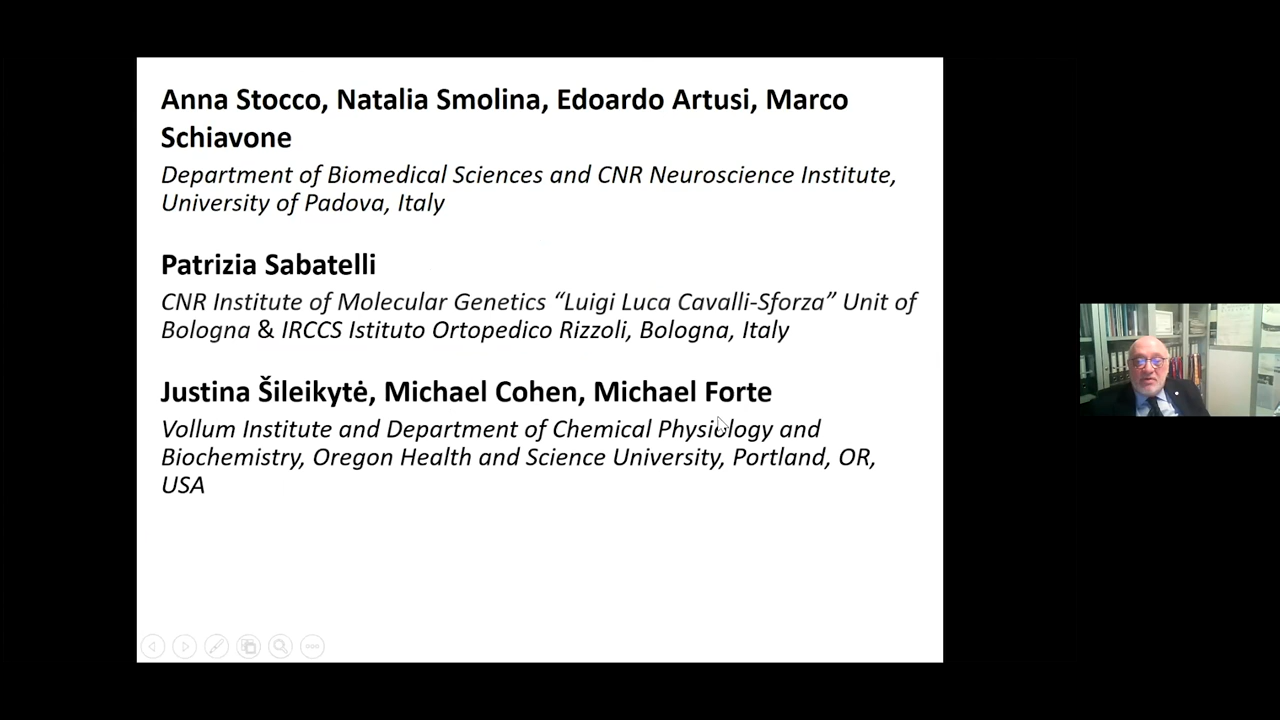 Anna Stocco, Natalia Smolina, Edoardo Artusi, Marco
Schiavone
Department of Biomedical Sciences and CNR Neuroscience Institute,
University of Padova, Italy
Patrizia Sabatelli
CNR Institute of Molecular Genetics “Luigi Luca Cavalli-Sforza” Unit of
Bologna & IRCCS Istituto Ortopedico Rizzoli, Bologna, Italy
Justina Šileikytė, Michael Cohen, Michael Forte
Vollum Institute and Department of Chemical Physiology and
Biochemistry, Oregon Health and Science University, Portland, OR,
USA